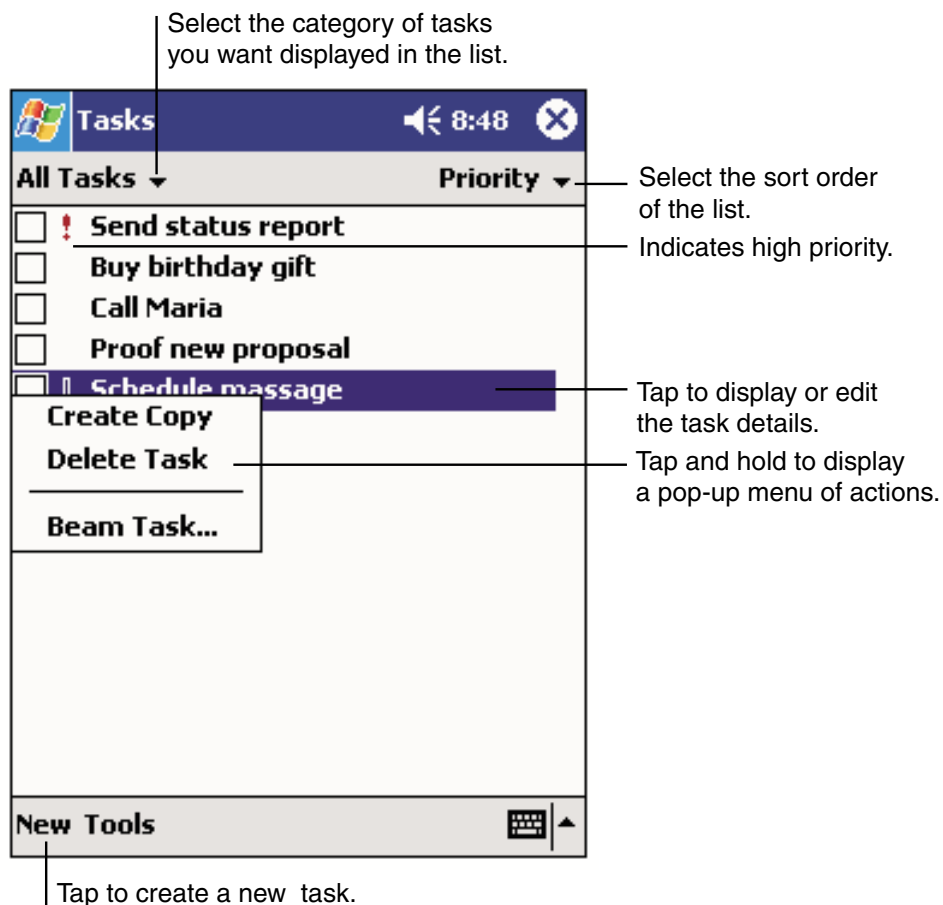 Select the category of tasks
you want displayed in the list.
Tasks 8:48
All Tasks Priority
Select the sort order
of the list.
! Send status report
Indicates high priority.
Buy birthday gift
Call Maria
Proof new proposal
Schedule massage
Tap to display or edit
the task details.
Create Copy
Delete Task
Tap and hold to display
a pop-up menu of actions.
Beam Task...
New Tools
Tap to create a new task.